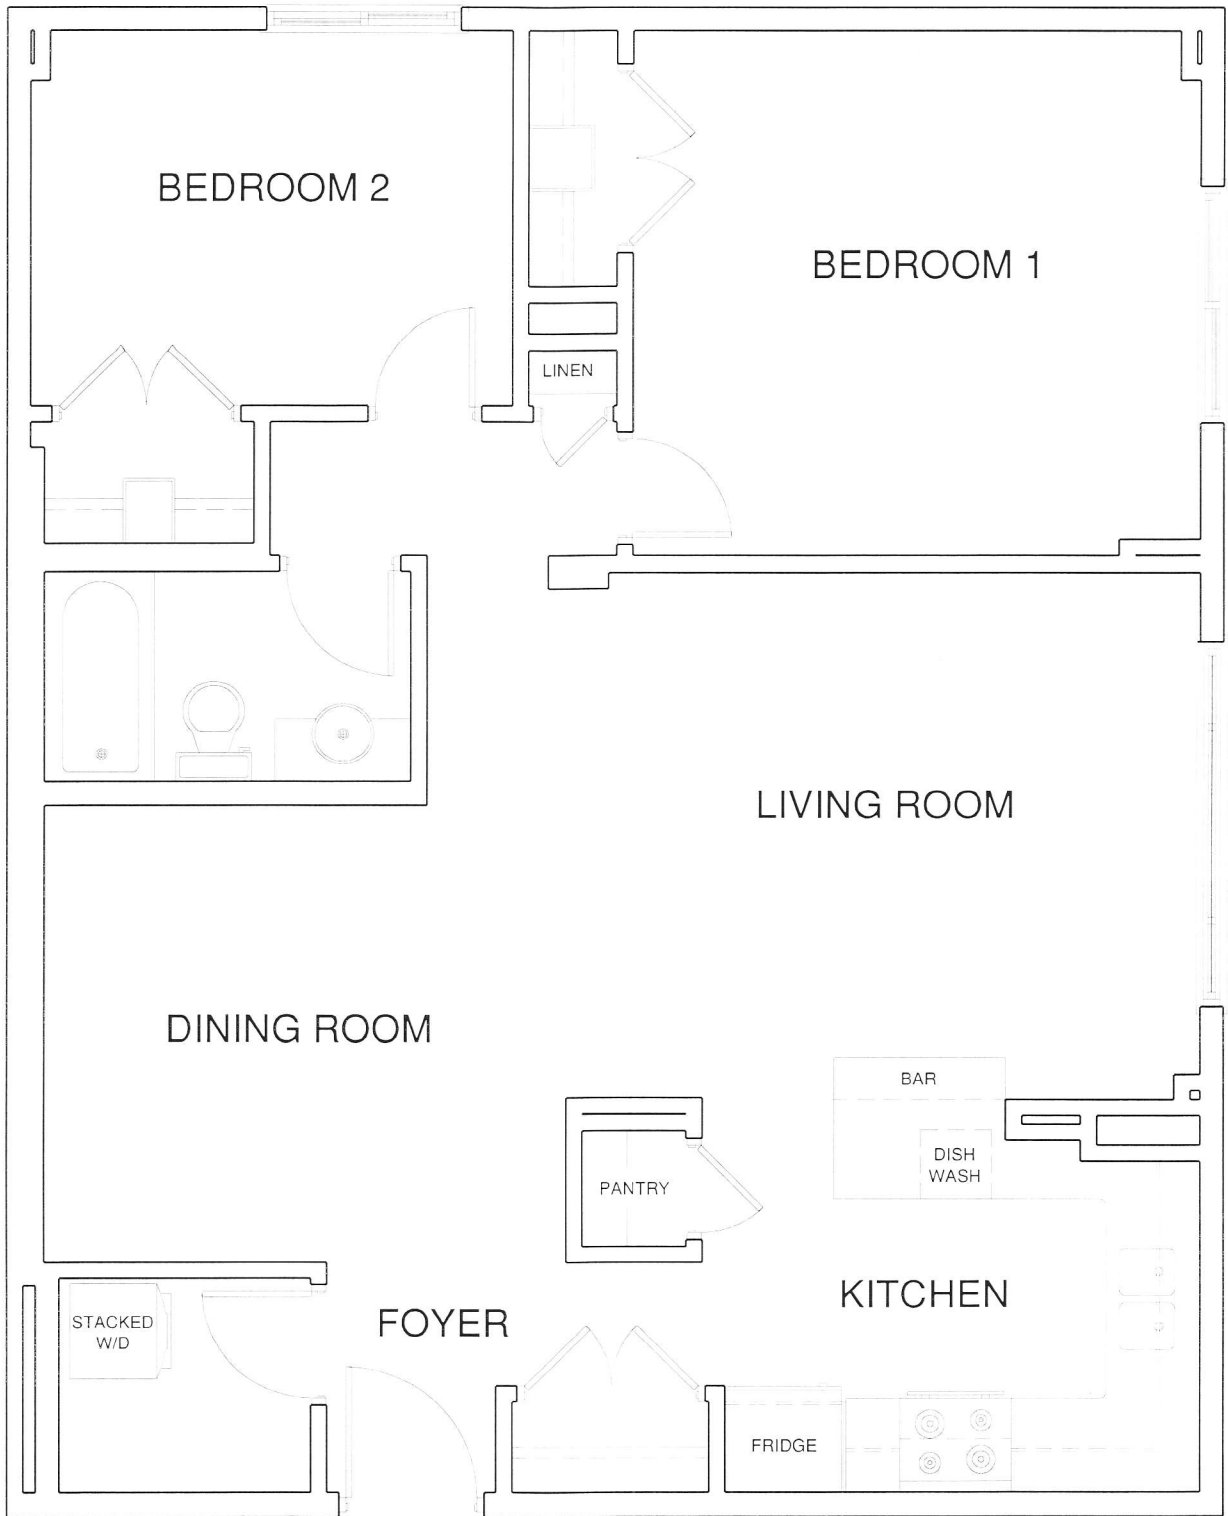 BEDROOM 2
BEDROOM 1
LINEN
LIVING ROOM
DINING ROOM
BAR
DISH
WASH
PANTRY
KITCHEN
FOYER
STACKED
W/D
FRIDGE